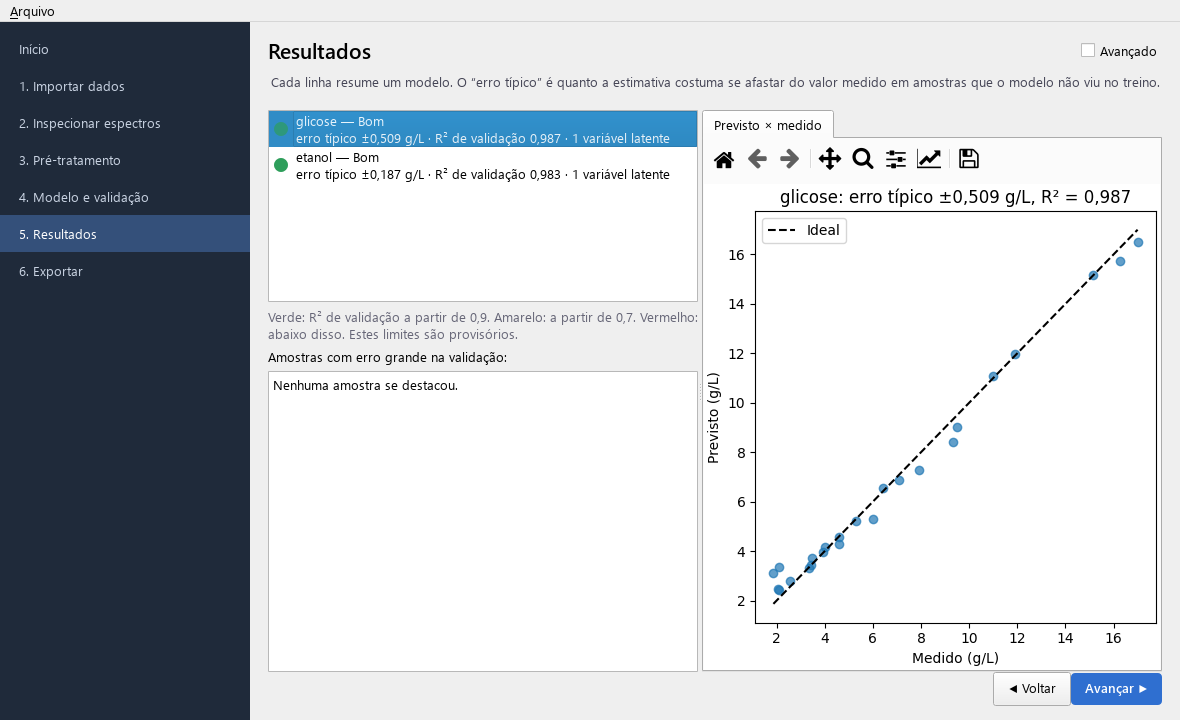 Arquivo
Início
1. Importar dados
2. Inspecionar espectros
3. Pré-tratamento
4. Modelo e validação
5. Resultados
6. Exportar
Resultados
Avançado
Cada linha resume um modelo. O “erro típico” é quanto a estimativa costuma se afastar do valor medido em amostras que o modelo não viu no treino.
glicose — Bom
erro típico ±0,509 g/L · R² de validação 0,987 · 1 variável latente
etanol — Bom
erro típico ±0,187 g/L · R² de validação 0,983 · 1 variável latente
Verde: R² de validação a partir de 0,9. Amarelo: a partir de 0,7. Vermelho:
abaixo disso. Estes limites são provisórios.
Amostras com erro grande na validação:
Nenhuma amostra se destacou.
Previsto × medido
glicose: erro típico ±0,509 g/L, R² = 0,987
Ideal
16
14
12
10
8
6
4
2
Previsto (g/L)
2 4 6 8 10 12 14 16
Medido (g/L)
◄ Voltar
Avançar ►